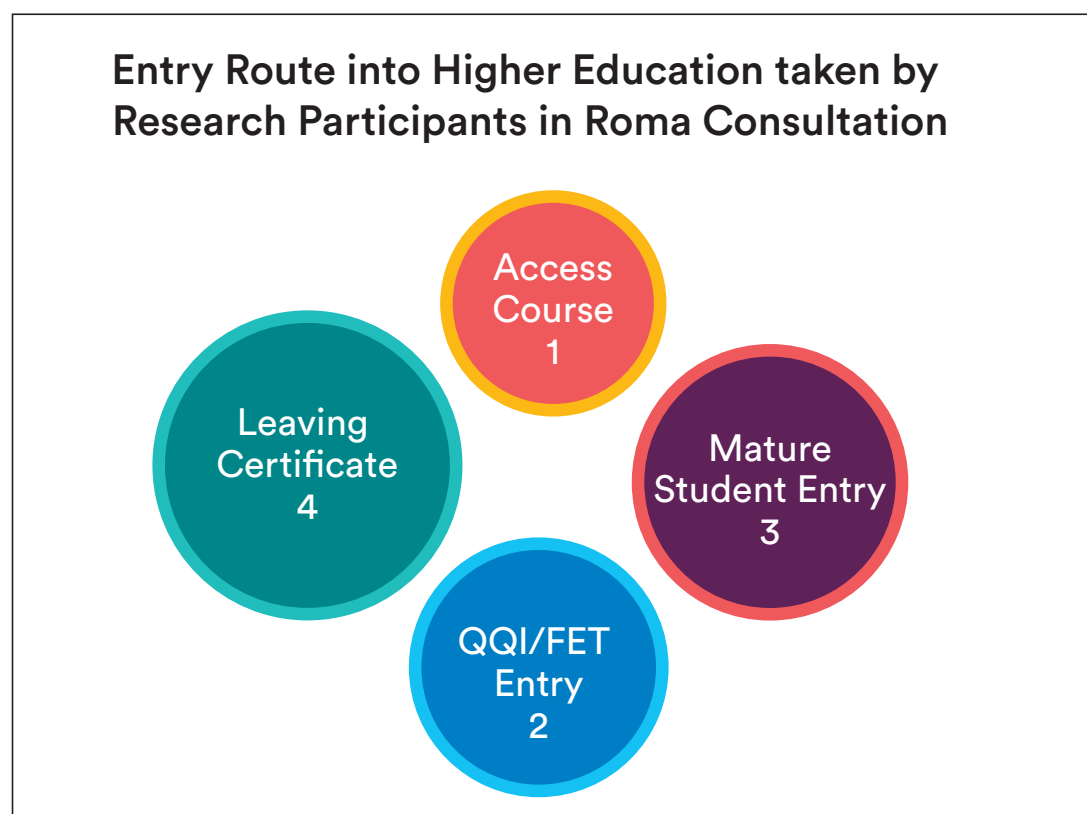 Entry Route into Higher Education taken by
Research Participants in Roma Consultation
Access
Course
1
Leaving
Certificate
4
Mature
Student Entry
3
QQI/FET
Entry
2